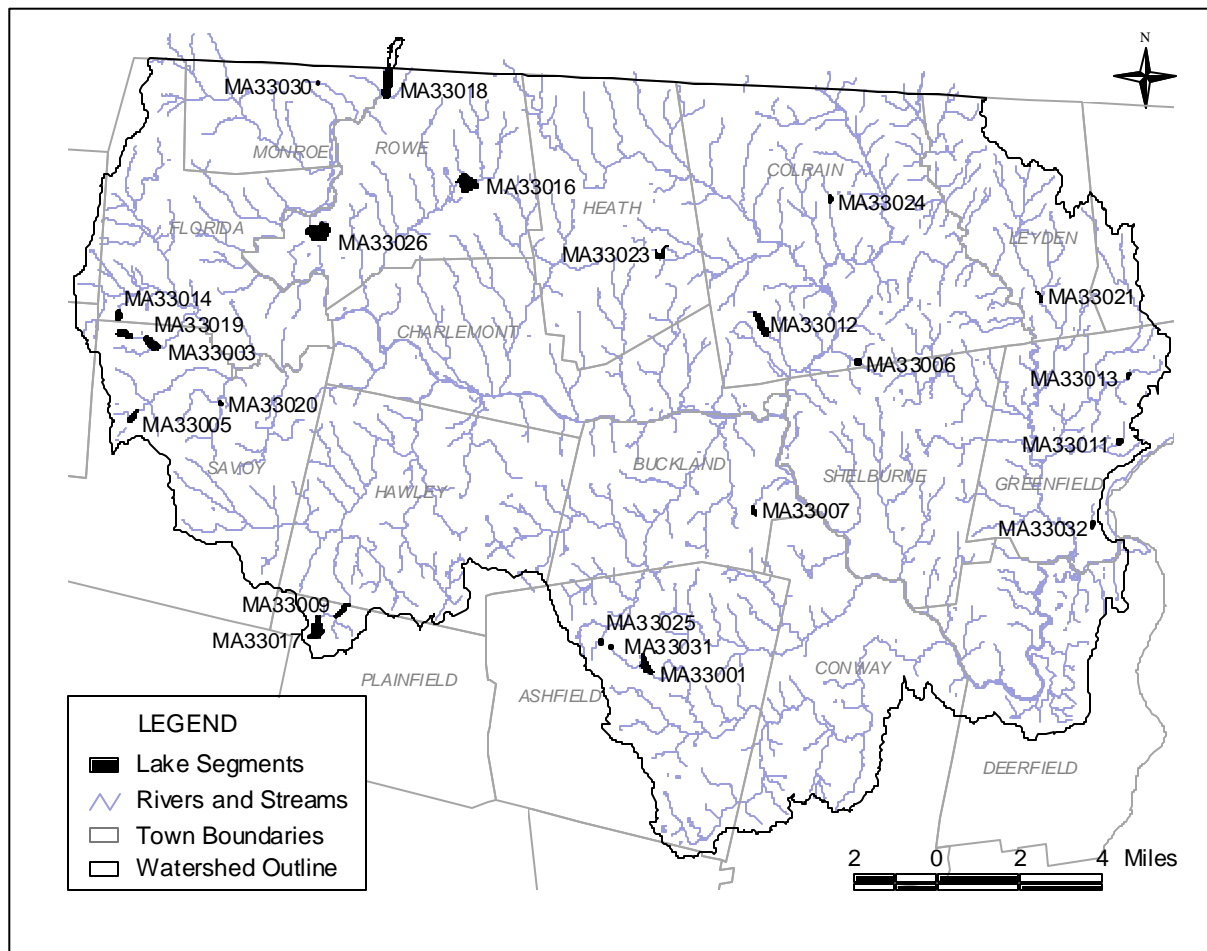 N
MA33030
MA33018
MONROE
ROWE
MA33016
COLRAIN
MA33024
HEATH
FLORIDA
MA33026
MA33023
LEYDEN
MA33014
MA33021
MA33019
MA33012
CHARLEMONT
MA33003
MA33006
MA33013
MA33020
MA33005
MA33011
BUCKLAND
SAVOY
SHELBURNE
HAWLEY
GREENFIELD
MA33007
MA33032
MA33009
MA33025
MA33017
MA33031
CONWAY
MA33001
PLAINFIELD
ASHFIELD
DEERFIELD
LEGEND
Lake Segments
Rivers and Streams
Town Boundaries
Watershed Outline
2 0 2 4 Miles